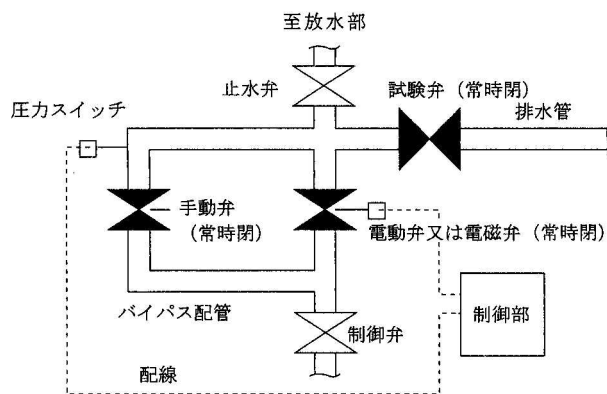 至放水部
止水弁
試験弁（常時閉）
圧力スイッチ
排水管
手動弁
（常時閉）
電動弁又は電磁弁（常時閉）
バイパス配管
制御弁
制御部
配線